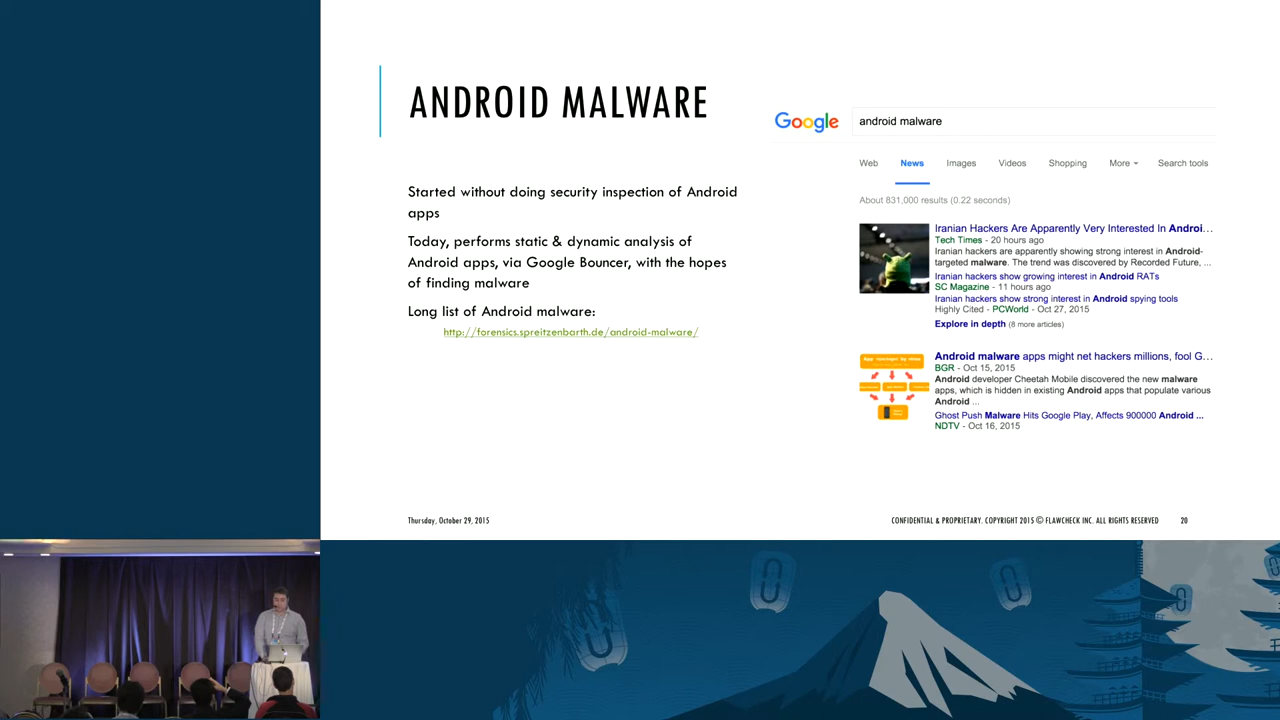 ANDROID MALWARE
Started without doing security inspection of Android
apps
Today, performs static & dynamic analysis of
Android apps, via Google Bouncer, with the hopes
of finding malware
Long list of Android malware:
http://forensics.spreitzenbarth.de/android-malware/
Google
android malware
Web News Images Videos Shopping More Search tools
About 831,000 results (0.22 seconds)
Iranian Hackers Are Apparently Very Interested In Androi...
Tech Times - 20 hours ago
Iranian hackers are apparently showing strong interest in Android-
targeted malware. The trend was discovered by Recorded Future, ...
Iranian hackers show growing interest in Android RATs
SC Magazine - 11 hours ago
Iranian hackers show strong interest in Android spying tools
Highly Cited - PCWorld - Oct 27, 2015
Explore in depth (8 more articles)
Android malware apps might net hackers millions, fool G...
BGR - Oct 15, 2015
Android developer Cheetah Mobile discovered the new malware
apps, which is hidden in existing Android apps that populate various
Android ...
Ghost Push Malware Hits Google Play, Affects 900000 Android ...
NDTV - Oct 16, 2015
Thursday, October 29, 2015
CONFIDENTIAL & PROPRIETARY. COPYRIGHT 2015 © FLAWCHECK INC. ALL RIGHTS RESERVED 20